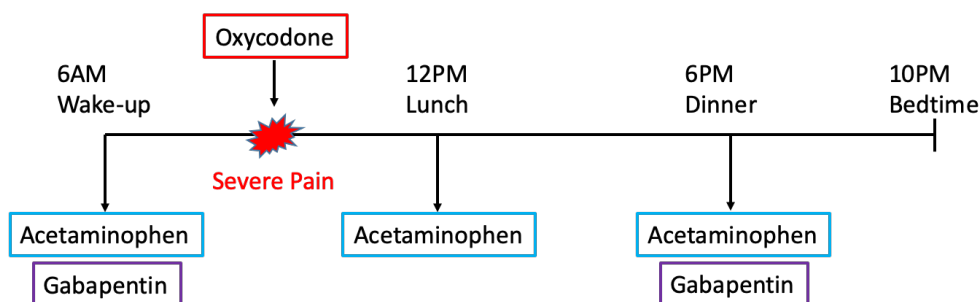 Oxycodone
6AM
Wake-up
12PM
Lunch
6PM
Dinner
10PM
Bedtime
Severe Pain
Acetaminophen
Acetaminophen
Acetaminophen
Gabapentin
Gabapentin